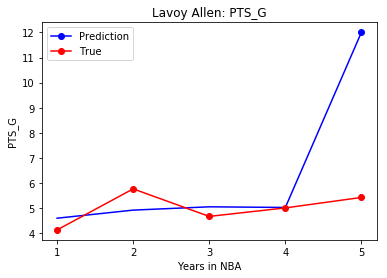 Lavoy Allen: PTS_G
Prediction
True
12
11
10
9
8
7
6
5
4
PTS_G
1 2 3 4 5
Years in NBA